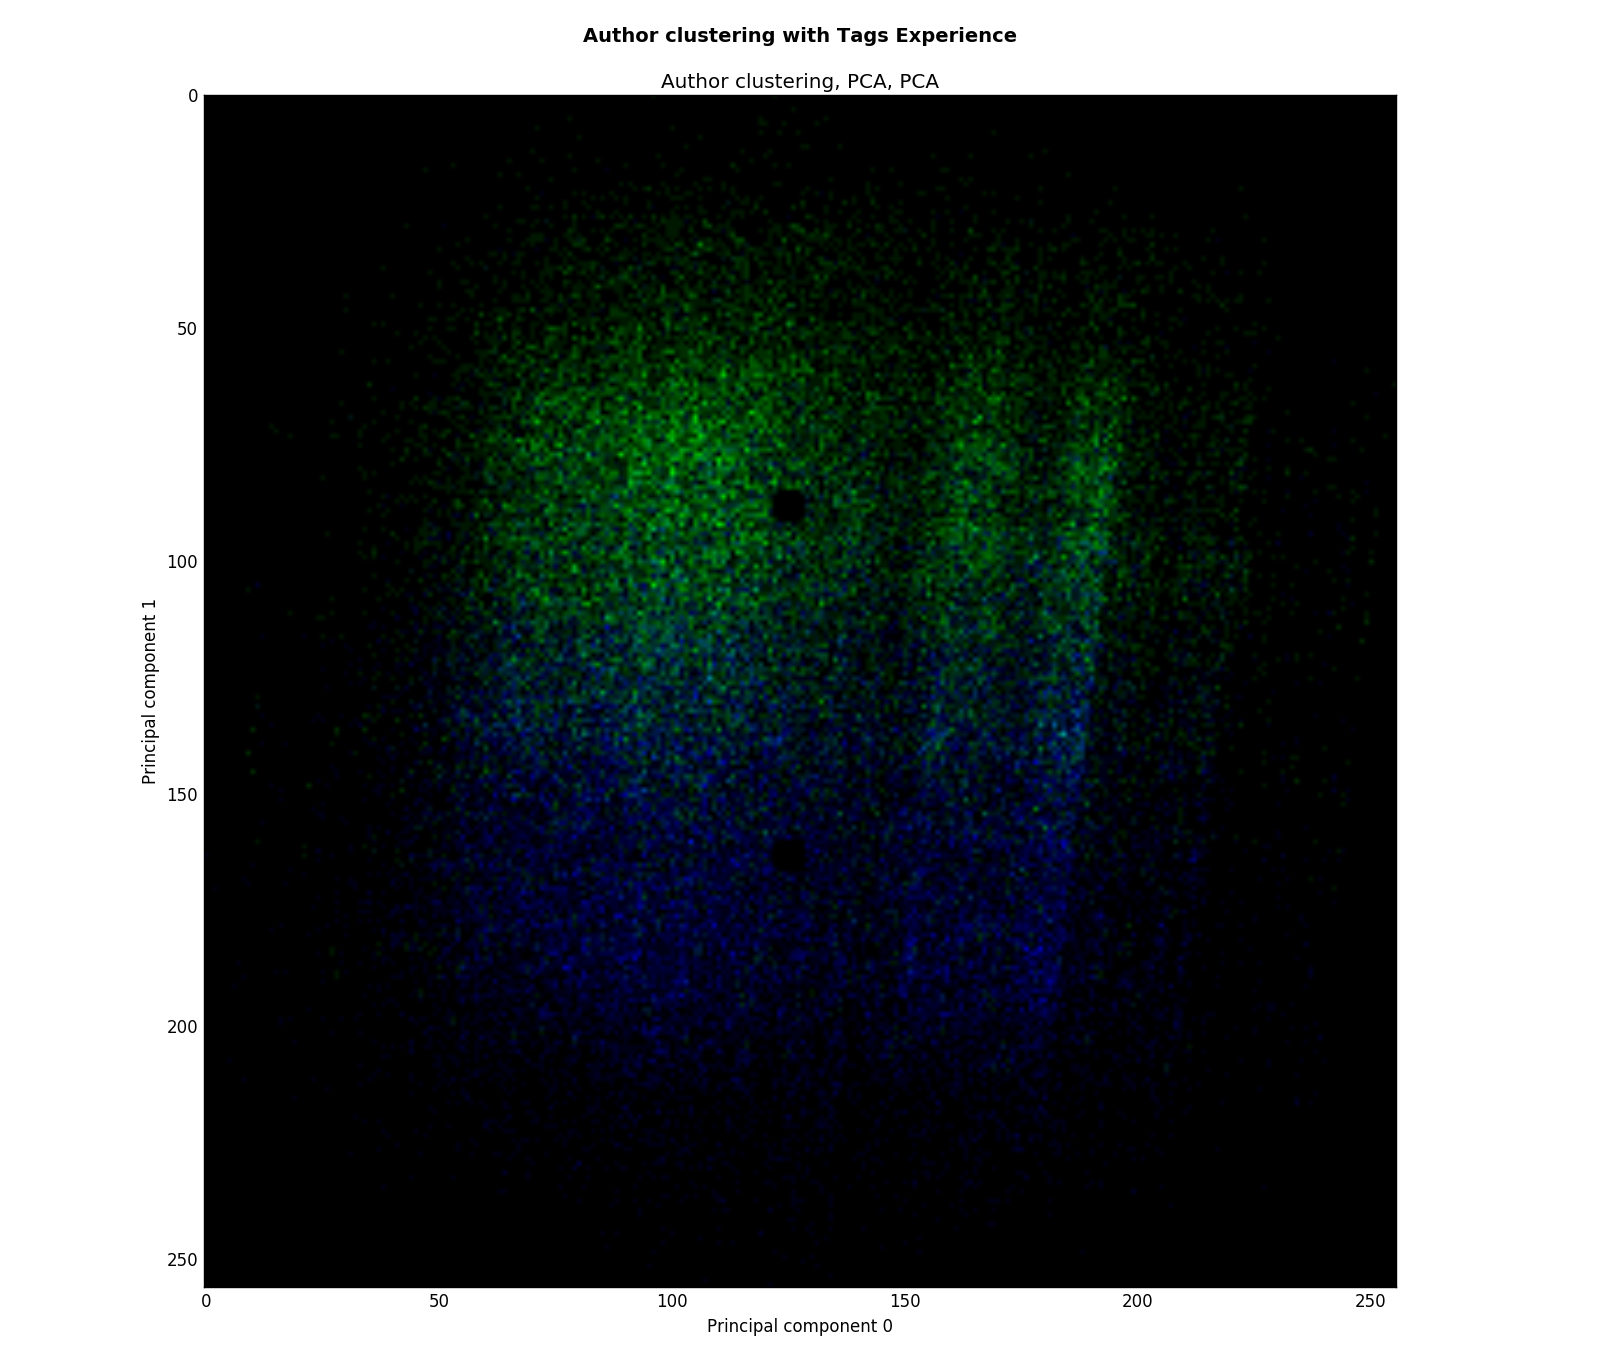 Author clustering with Tags Experience
Author clustering, PCA, PCA
0
50
100
150
200
250
Principal component 1
0 50 100 150 200 250
Principal component 0